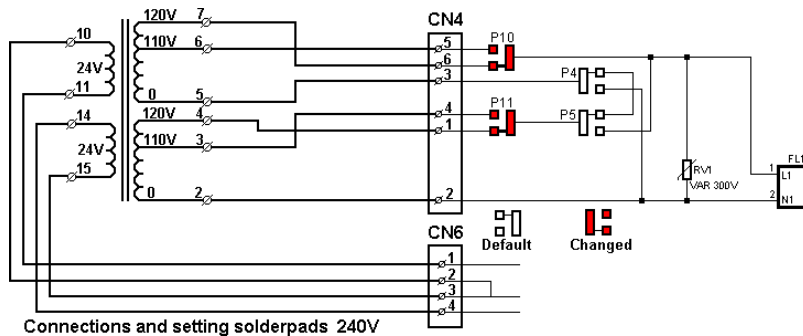 120V 7 CN4
10 110V 6 5 P10
24V 6
11 0 5 3 P4
120V 4 4 P11 P5
14 110V 3 1
24V RV1 FL1
15 VAR 300V 1 L1
0 2 2 2 N1
Default Changed
CN6
1
2
3
4
Connections and setting solderpads 240V